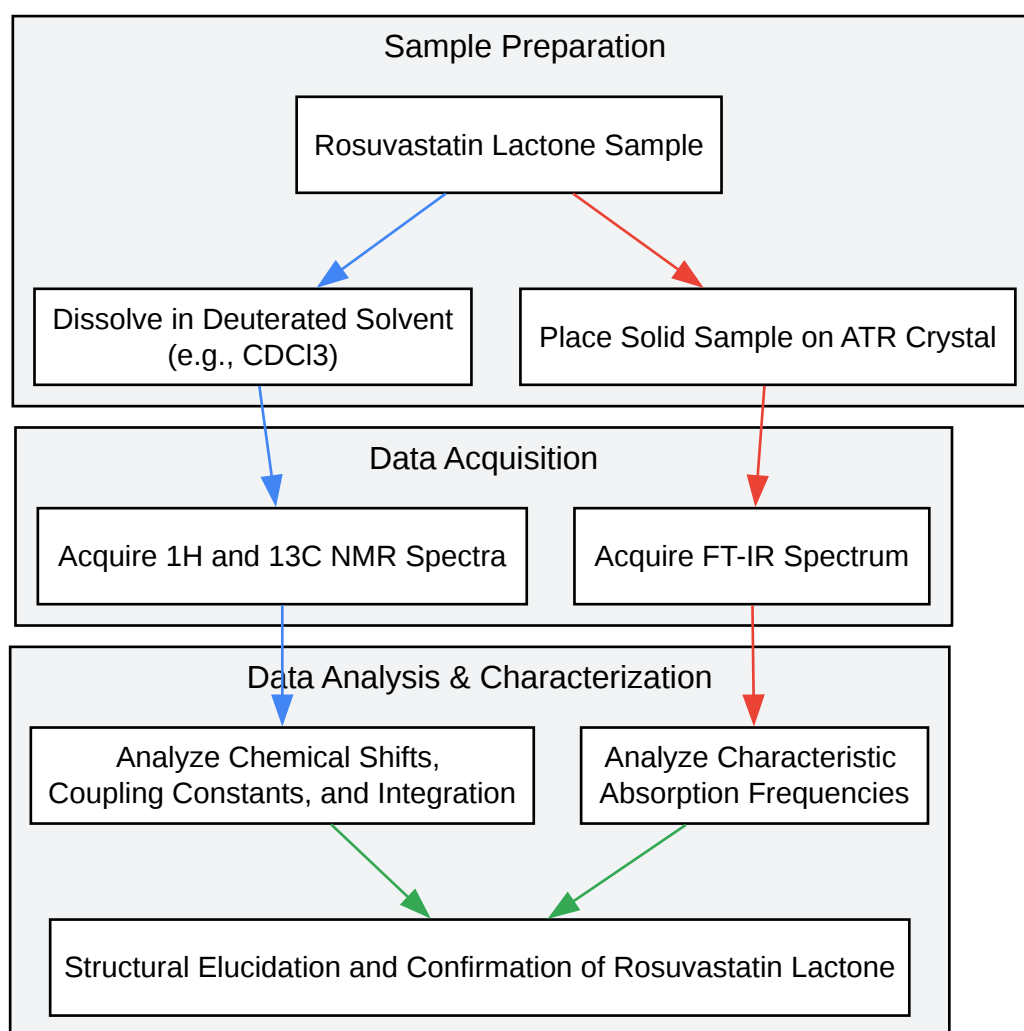 Sample Preparation
Rosuvastatin Lactone Sample
Dissolve in Deuterated Solvent
(e.g., CDCl3)
Place Solid Sample on ATR Crystal
Data Acquisition
Acquire 1H and 13C NMR Spectra
Acquire FT-IR Spectrum
Data Analysis & Characterization
Analyze Chemical Shifts,
Coupling Constants, and Integration
Analyze Characteristic
Absorption Frequencies
Structural Elucidation and Confirmation of Rosuvastatin Lactone